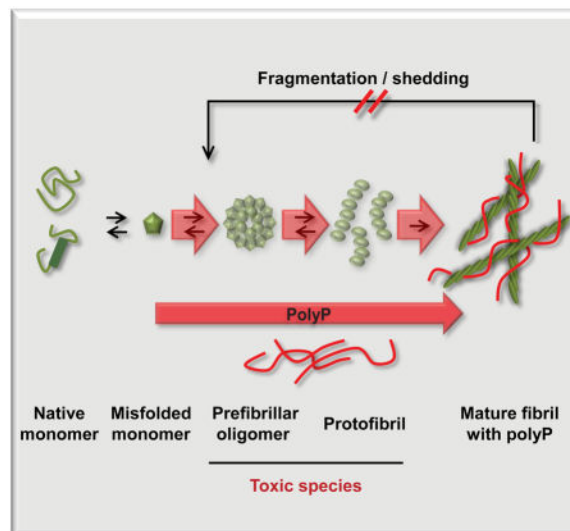 Fragmentation / shedding
PolyP
Native
monomer
Misfolded
monomer
Prefibrillar
oligomer
Protofibril
Mature fibril
with polyP
Toxic species